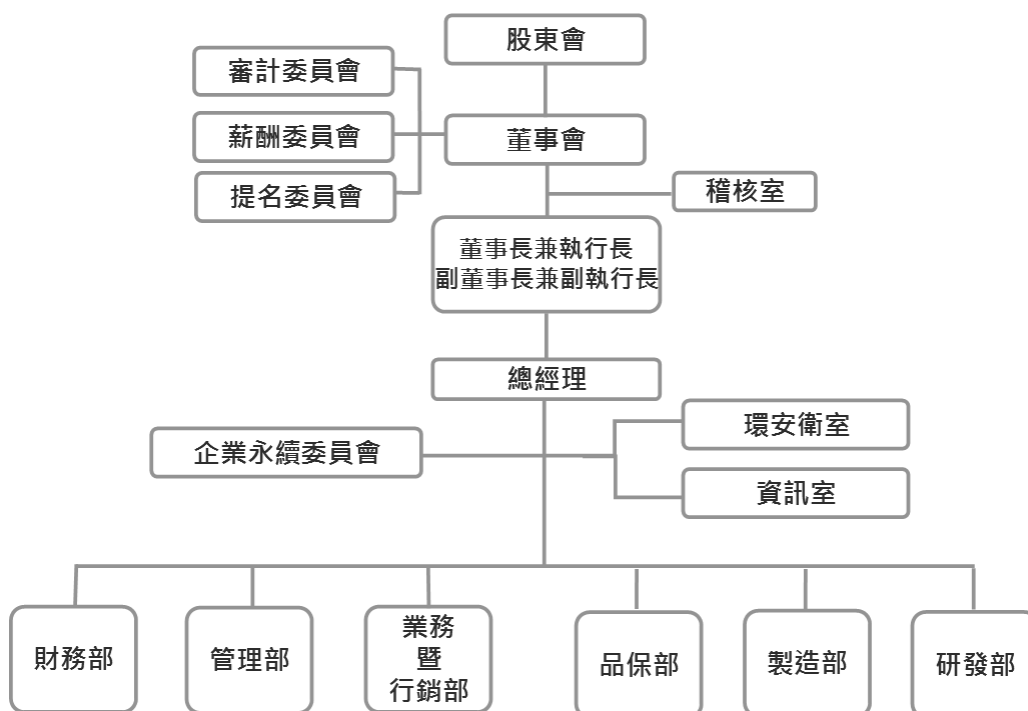 股東會
審計委員會
薪酬委員會
董事會
提名委員會
稽核室
董事長兼執行長
副董事長兼副執行長
總經理
環安衛室
企業永續委員會
資訊室
財務部
管理部
業務
暨
行銷部
品保部
製造部
研發部